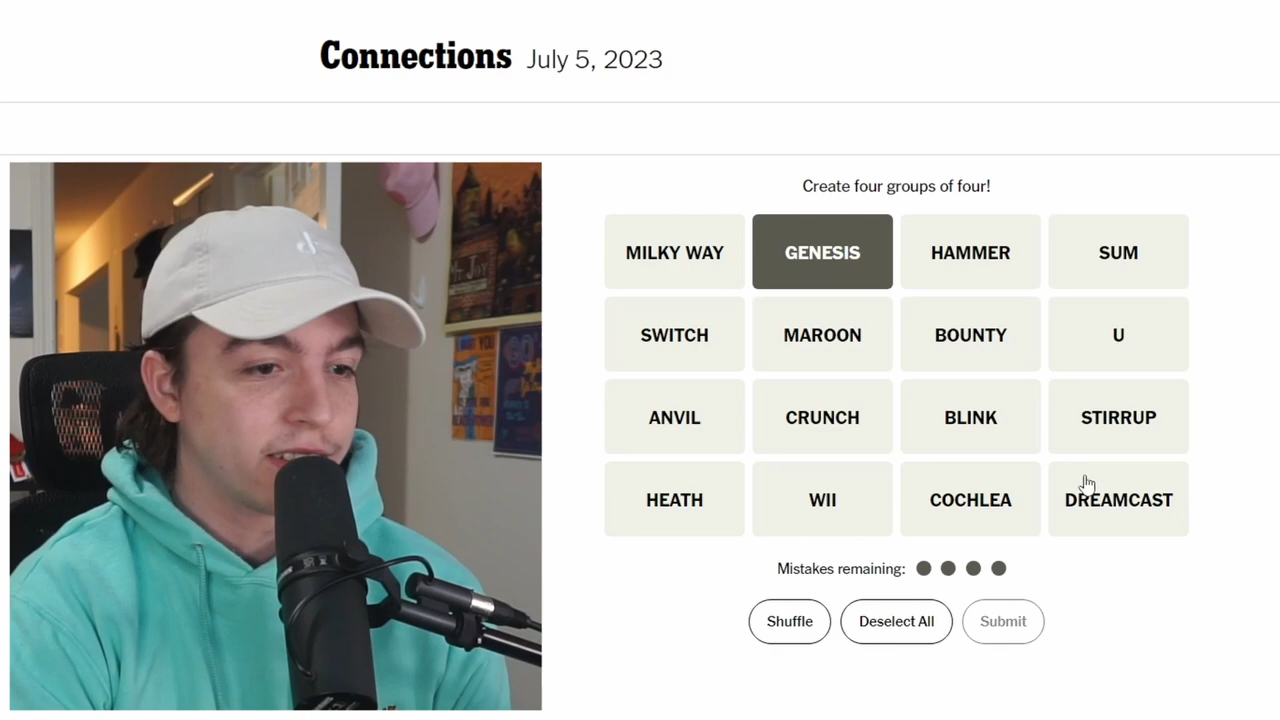 Connections July 5, 2023
Create four groups of four!
MILKY WAY GENESIS HAMMER SUM
SWITCH MAROON BOUNTY U
ANVIL CRUNCH BLINK STIRRUP
HEATH WII COCHLEA DREAMCAST
Mistakes remaining:
Shuffle Deselect All Submit